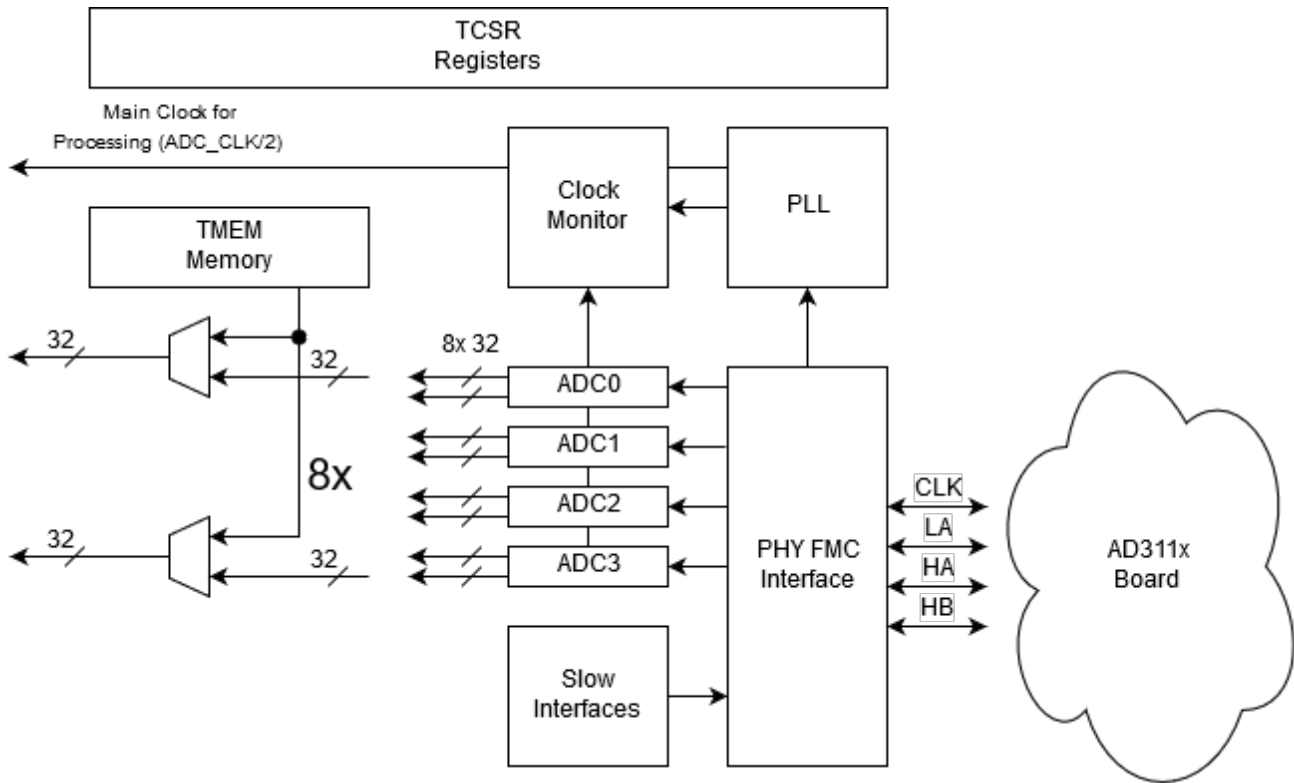 TCSR
Registers
Main Clock for
Processing (ADC_CLK/2)
Clock
Monitor
PLL
TMEM
Memory
32
32
8x 32
ADC0
ADC1
8x
ADC2
CLK
LA
HA
HB
32
32
ADC3
PHY FMC
Interface
AD311x
Board
Slow
Interfaces